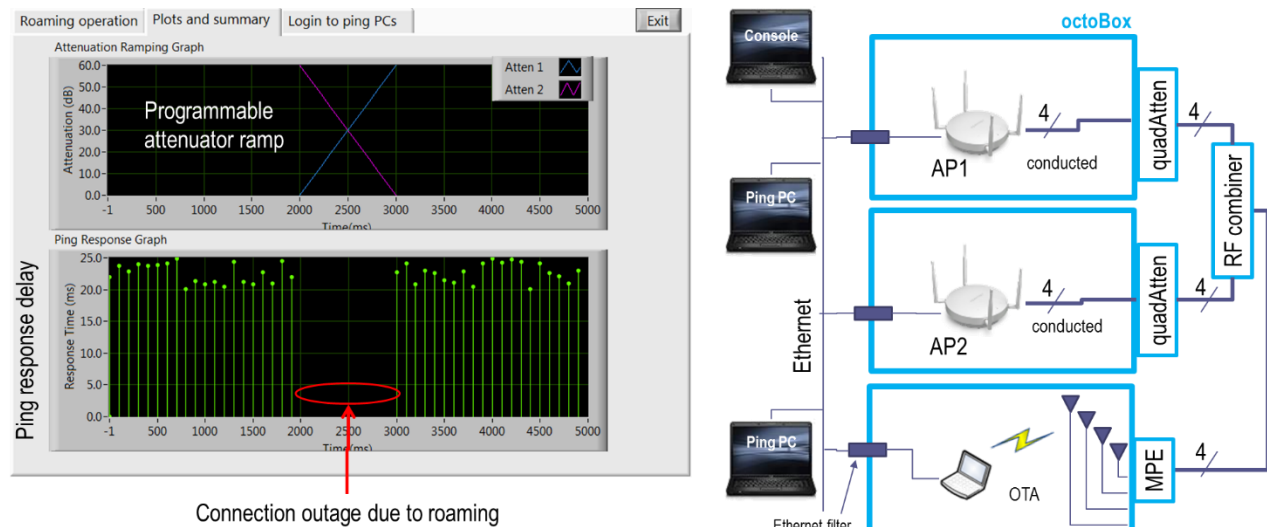 Roaming operation
Plots and summary
Login to ping PCs
Exit
Attenuation Ramping Graph
Atten 1
Atten 2
Programmable
attenuator ramp
Attenuation (dB)
60.0
50.0
40.0
30.0
20.0
10.0
0.0
-1 500 1000 1500 2000 2500 3000 3500 4000 4500 5000
Time(ms)
Ping Response Graph
Ping response delay
Response Time (ms)
25.0
20.0
15.0
10.0
5.0
0.0
-1 500 1000 1500 2000 2500 3000 3500 4000 4500 5000
Time(ms)
Connection outage due to roaming
octoBox
Console
AP1
4
conducted
quadAtten
4
Ping PC
RF combiner
AP2
4
conducted
quadAtten
4
Ethernet
Ping PC
OTA
MPE
4
Ethernet filter